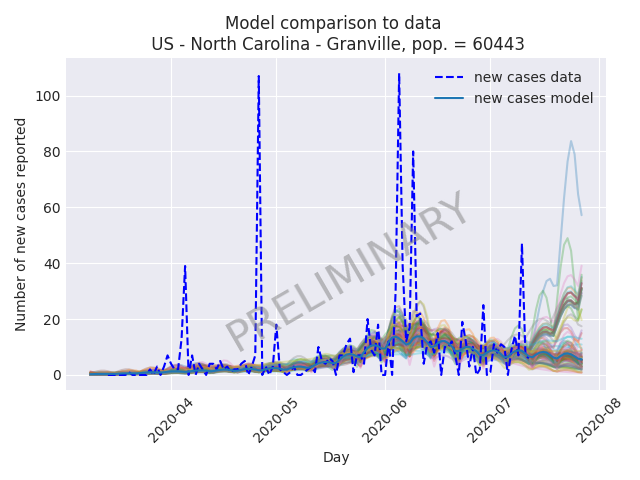 Model comparison to data
US - North Carolina - Granville, pop. = 60443
new cases data
new cases model
Number of new cases reported
100
80
60
40
20
0
PRELIMINARY
2020-04
2020-05
2020-06
2020-07
2020-08
Day